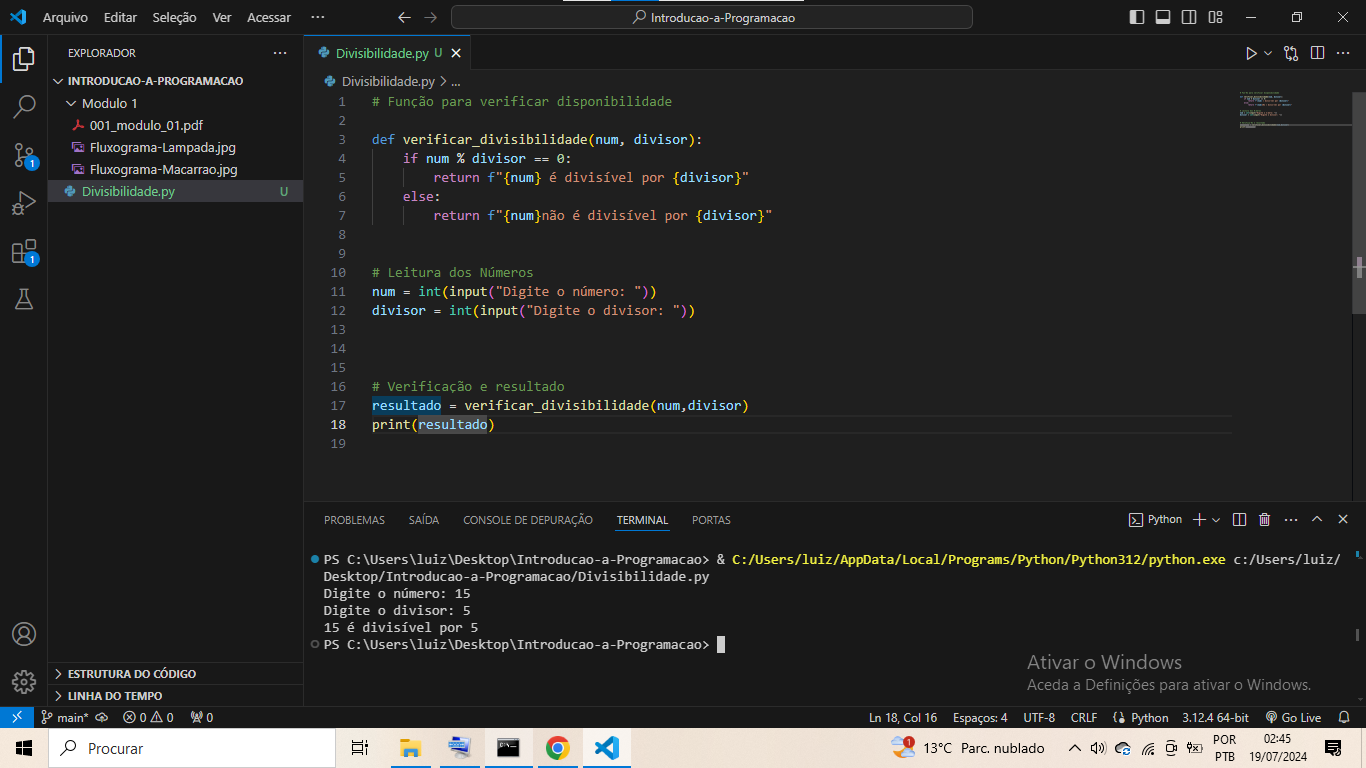 Arquivo Editar Seleção Ver Acessar ···
Introducao-a-Programacao
EXPLORADOR ···
INTRODUCAO-A-PROGRAMACAO
Modulo 1
001_modulo_01.pdf
Fluxograma-Lampada.jpg
Fluxograma-Macarrao.jpg
Divisibilidade.py U
1
1
ESTRUTURA DO CÓDIGO
LINHA DO TEMPO
Divisibilidade.py U
Divisibilidade.py > ...
1 # Função para verificar disponibilidade
2
3 def verificar_divisibilidade(num, divisor):
4 if num % divisor == 0:
5 return f"{num} é divisível por {divisor}"
6 else:
7 return f"{num}não é divisível por {divisor}"
8
9
10 # Leitura dos Números
11 num = int(input("Digite o número: "))
12 divisor = int(input("Digite o divisor: "))
13
14
15
16 # Verificação e resultado
17 resultado = verificar_divisibilidade(num,divisor)
18 print(resultado)
19
PROBLEMAS SAÍDA CONSOLE DE DEPURAÇÃO TERMINAL PORTAS
Python
PS C:\Users\luiz\Desktop\Introducao-a-Programacao> & C:/Users/luiz/AppData/Local/Programs/Python/Python312/python.exe c:/Users/luiz/
Desktop/Introducao-a-Programacao/Divisibilidade.py
Digite o número: 15
Digite o divisor: 5
15 é divisível por 5
PS C:\Users\luiz\Desktop\Introducao-a-Programacao>
Ativar o Windows
Aceda a Definições para ativar o Windows.
main* 0 0 0 Ln 18, Col 16 Espaços: 4 UTF-8 CRLF Python 3.12.4 64-bit Go Live
Procurar
1
13°C Parc. nublado
POR
PTB
02:45
19/07/2024